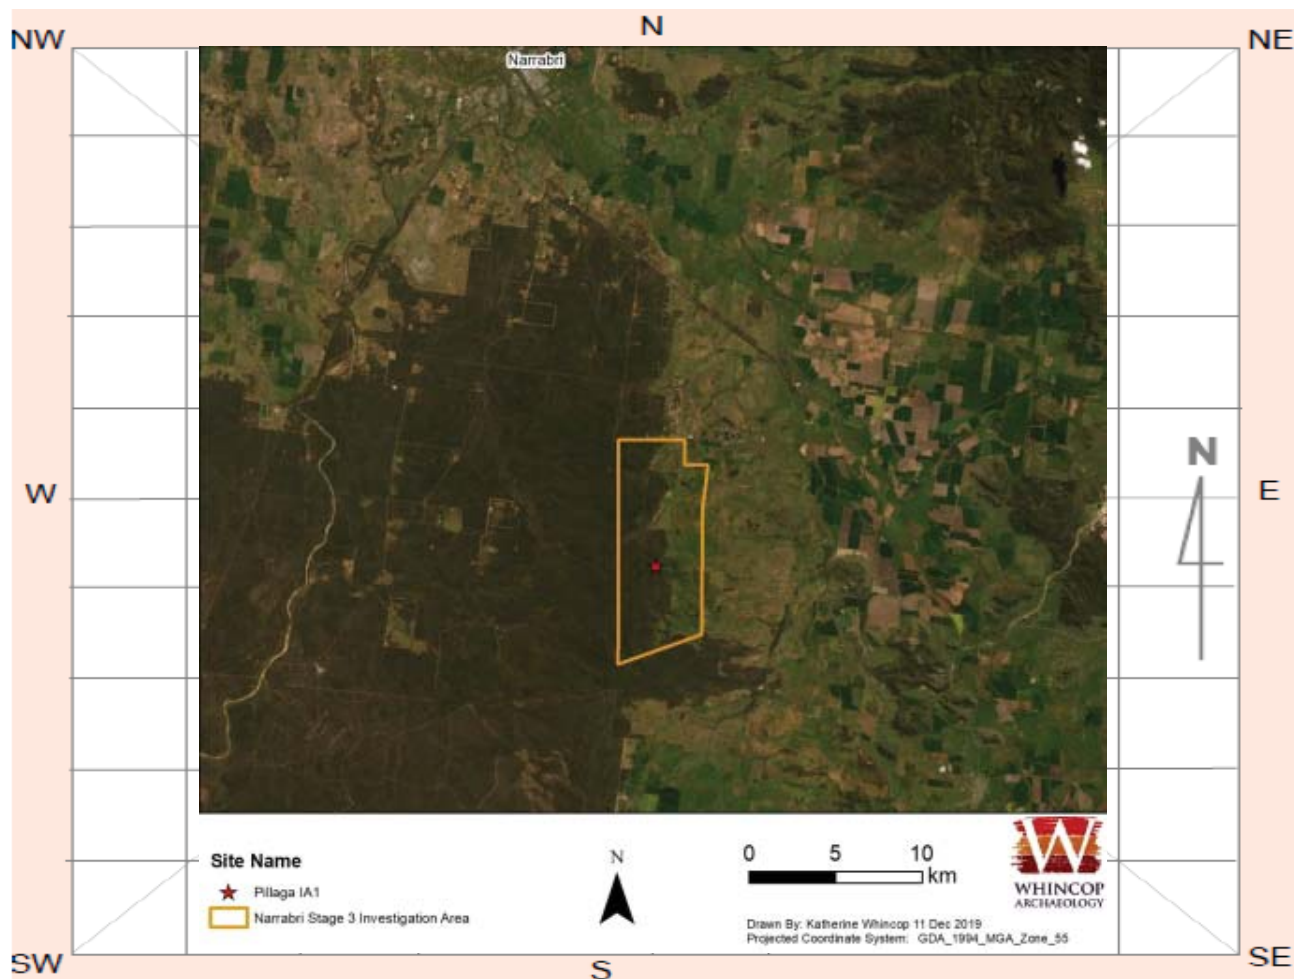 N
NW
NE
Narrabri
N
W
E
Site Name
Pillaga IA1
Narrabri Stage 3 Investigation Area
N
0 5 10
km
W
WHINCOP
ARCHAEOLOGY
Drawn By: Katherine Whincop 11 Dec 2019
Projected Coordinate System: GDA_1994_MGA_Zone_55
SW
S
SE